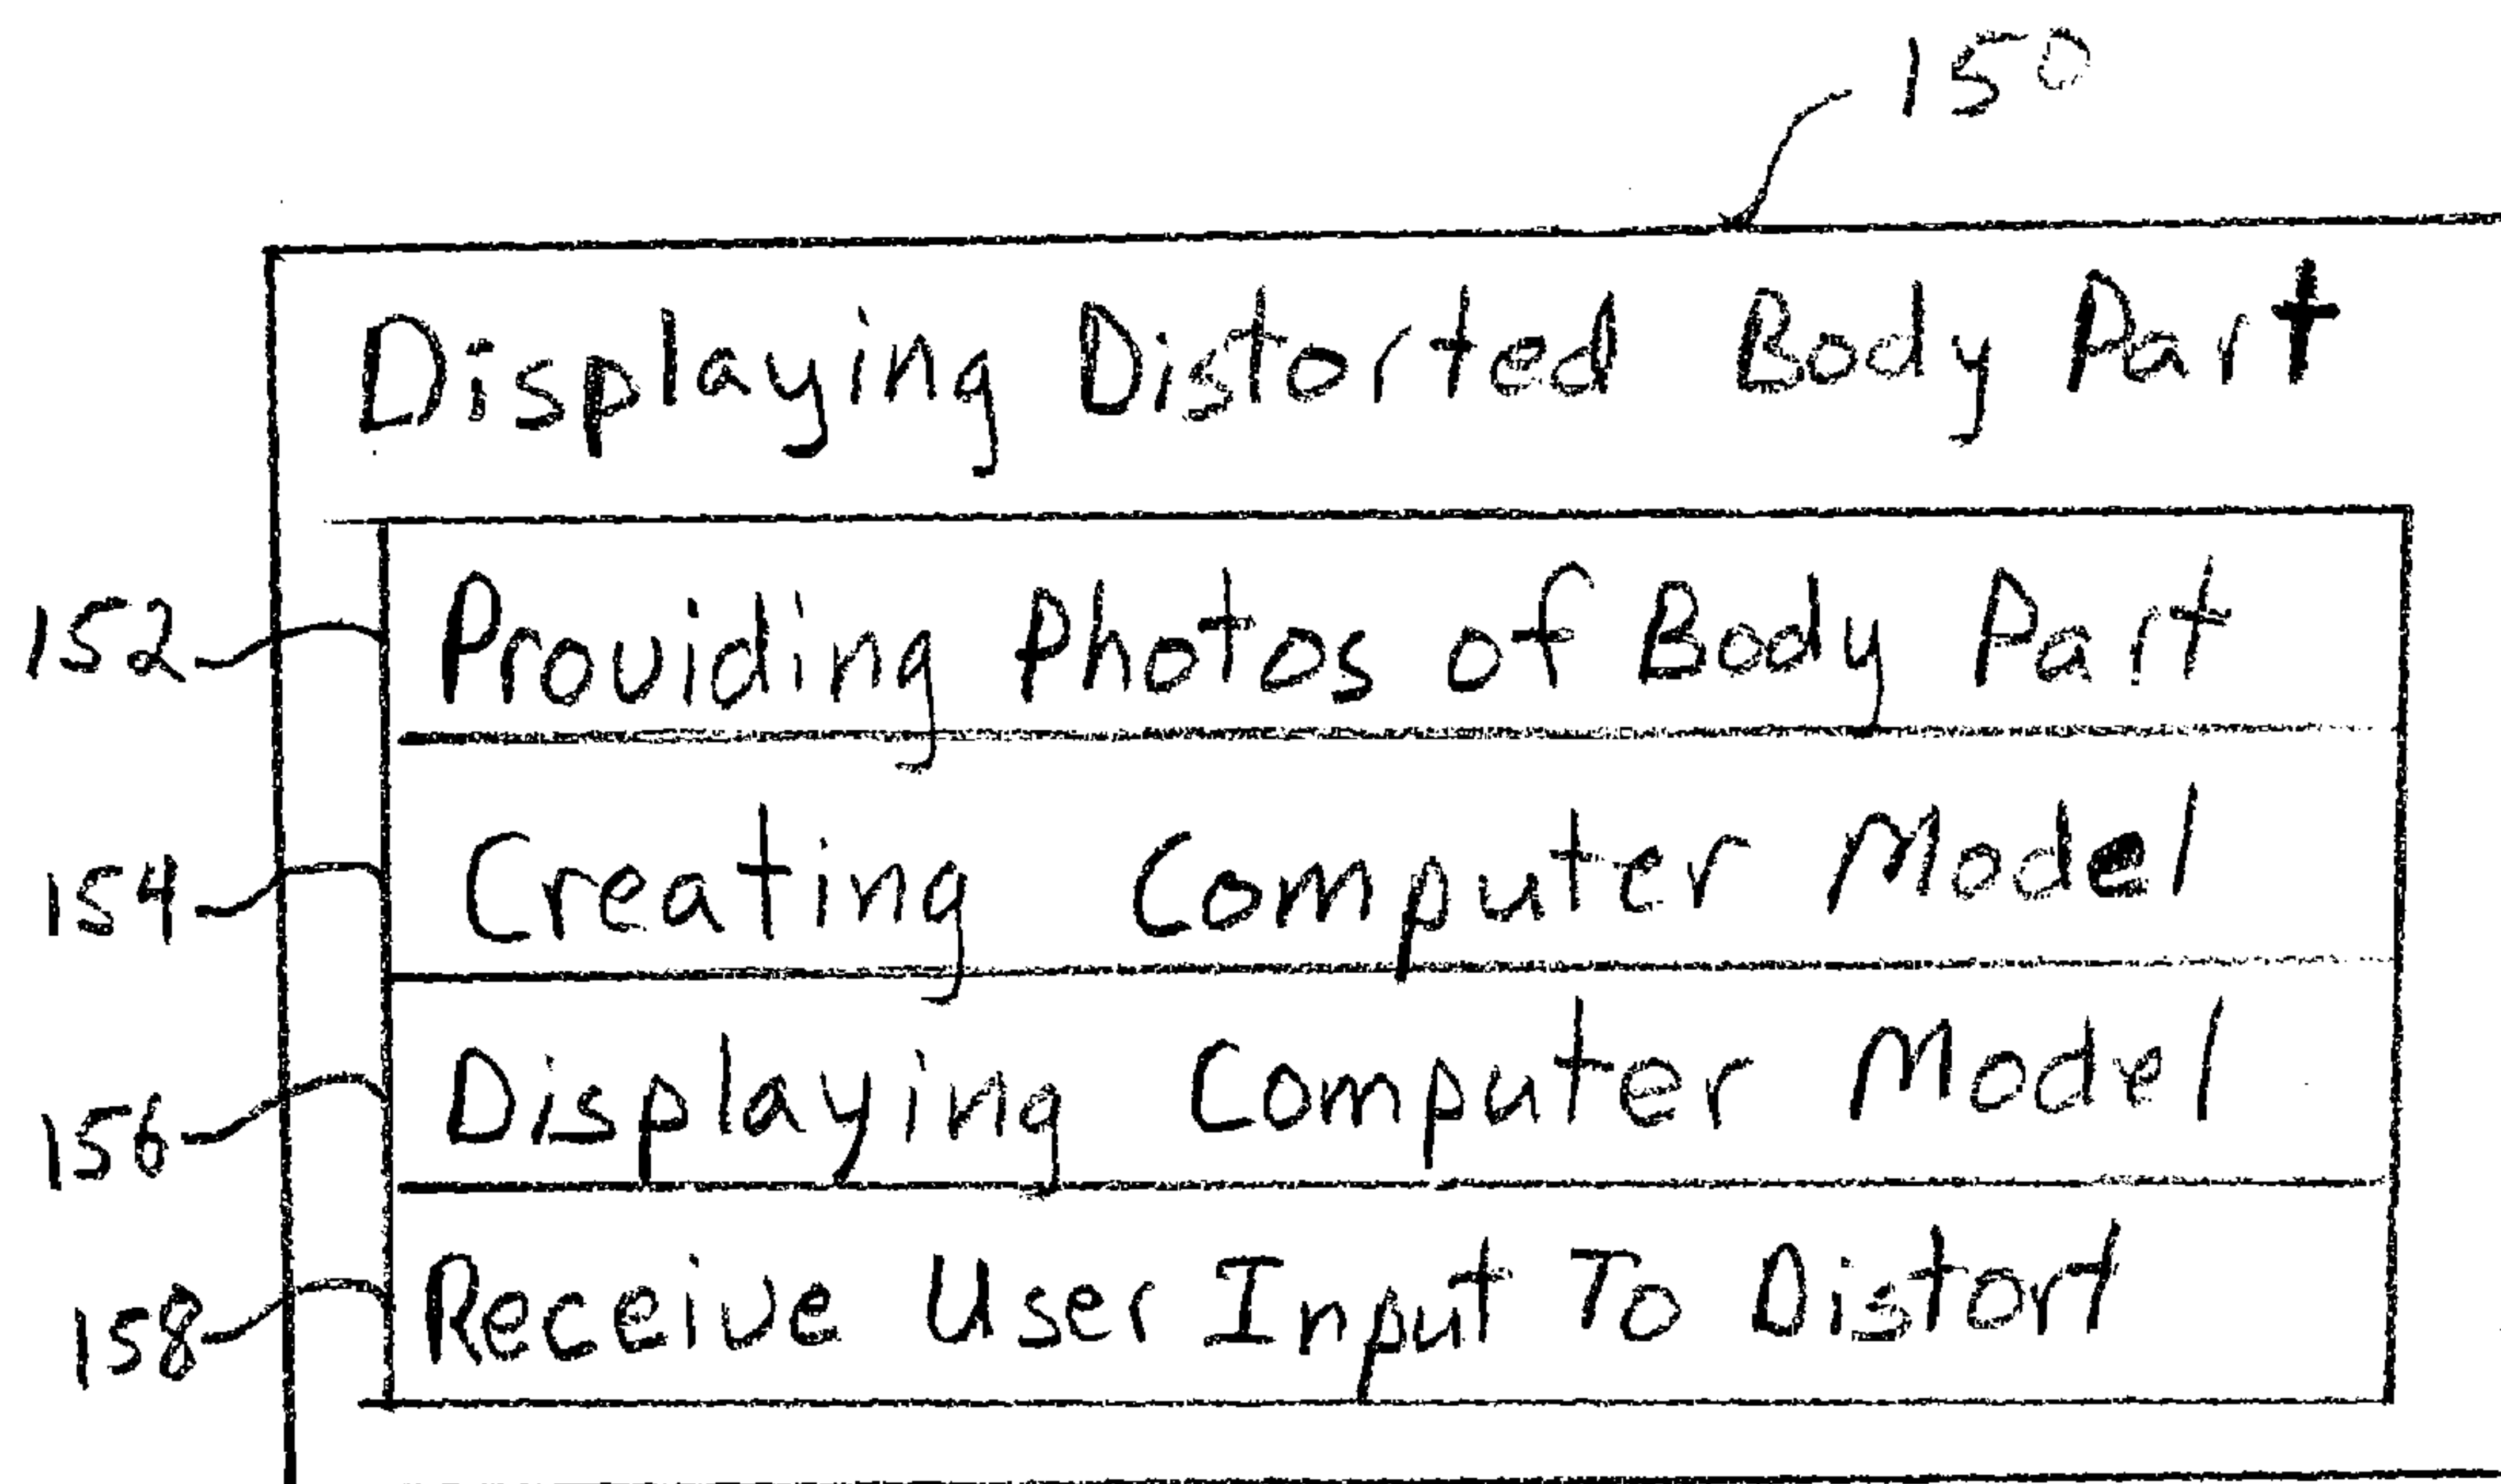 150
Displaying Distorted Body Part
152 Providing Photos of Body Part
154 Creating Computer Model
156 Displaying Computer Model
158 Receive User Input To Distort